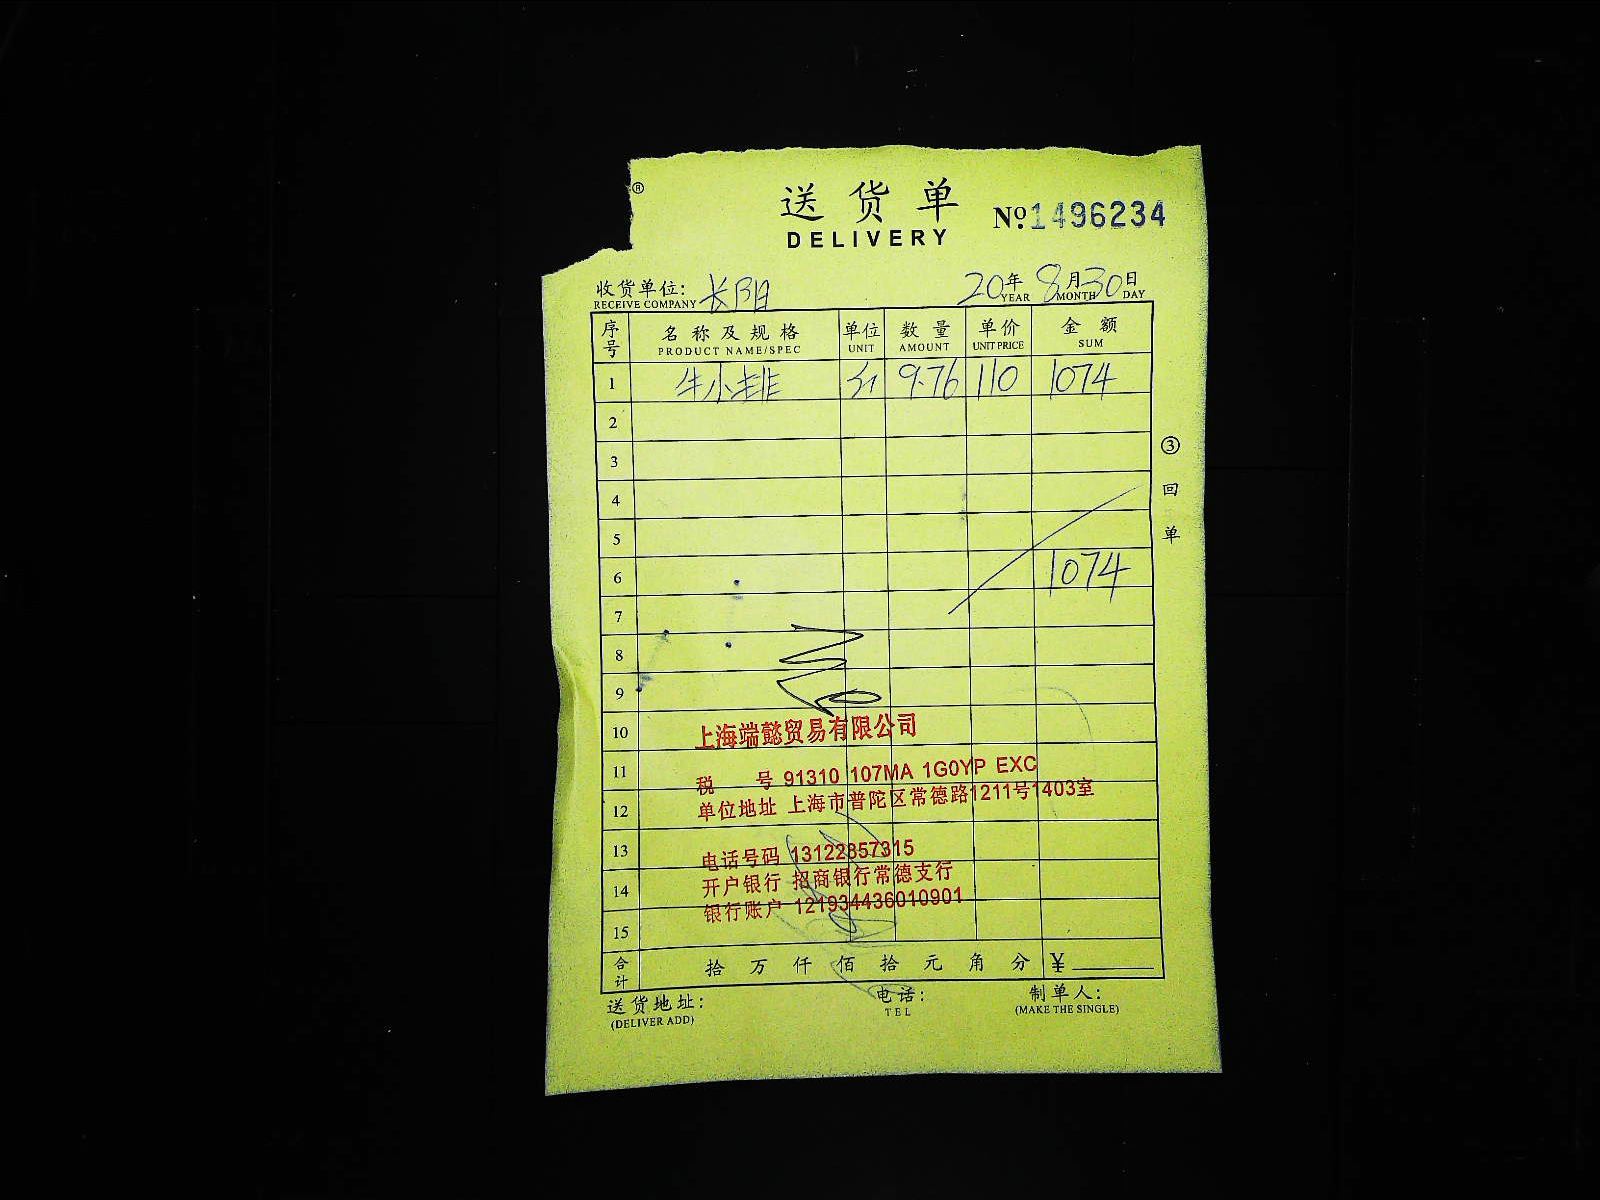 ®
送货单
DELIVERY
№ 1496234
收货单位: 长阳 20年8月30日
RECEIVE COMPANY YEAR MONTH DAY
序号 名称及规格 单位 数量 单价 金额
PRODUCT NAME/SPEC UNIT AMOUNT UNIT PRICE SUM
1 牛小排 9.76 110 1074
2
3
③回单
4
5
6 1074
7
8
9
10
上海端懿贸易有限公司
11
税 号 91310 107MA 1G0YP EXC
12
单位地址 上海市普陀区常德路1211号1403室
13
电话号码 13122857315
14
开户银行 招商银行常德支行
银行账户 121934436010901
15
合计 拾万仟佰拾元角分 ¥
送货地址: 电话: 制单人:
(DELIVER ADD) TEL (MAKE THE SINGLE)